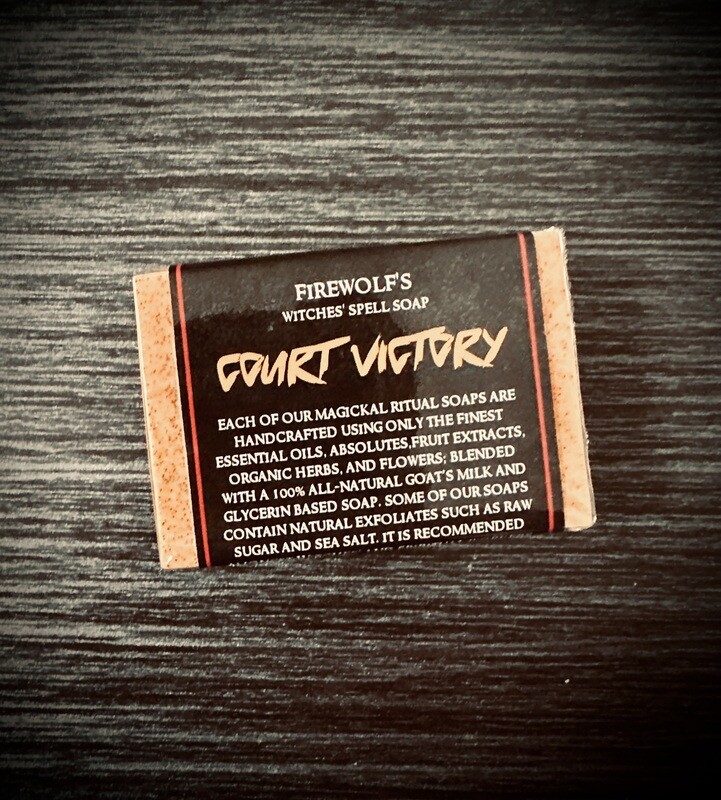 FIREWOLF'S
WITCHES' SPELL SOAP
COURT VICTORY
EACH OF OUR MAGICKAL RITUAL SOAPS ARE
HANDCRAFTED USING ONLY THE FINEST
ESSENTIAL OILS, ABSOLUTES,FRUIT EXTRACTS,
ORGANIC HERBS, AND FLOWERS; BLENDED
WITH A 100% ALL-NATURAL GOAT'S MILK AND
GLYCERIN BASED SOAP. SOME OF OUR SOAPS
CONTAIN NATURAL EXFOLIATES SUCH AS RAW
SUGAR AND SEA SALT. IT IS RECOMMENDED